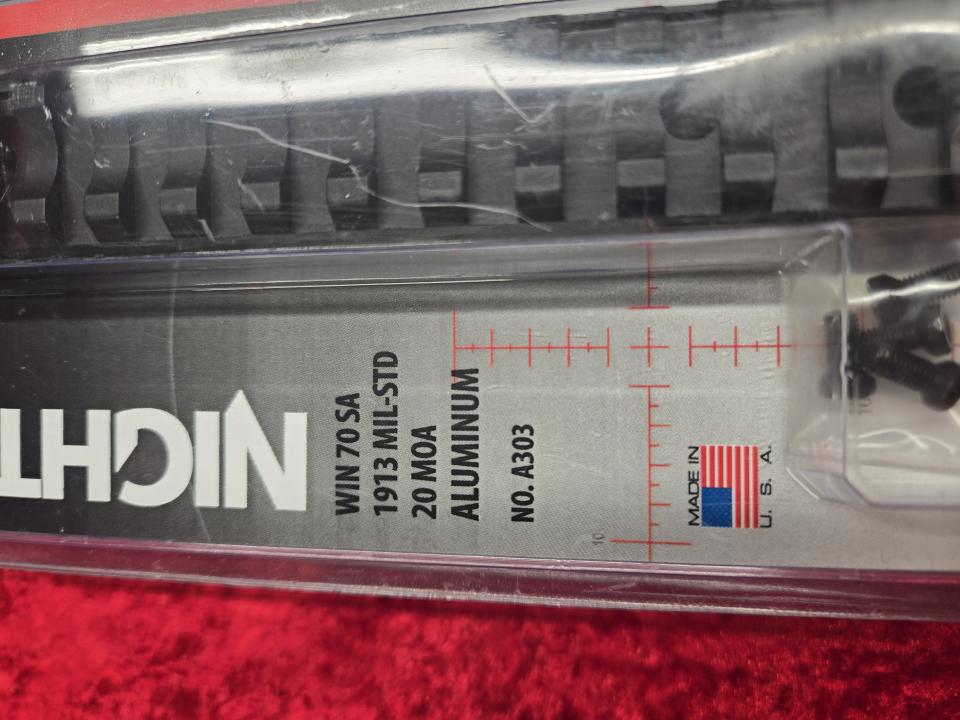 NIGHT
WIN 70 SA
1913 MIL-STD
20 MOA
ALUMINUM
NO. A303
10
MADE IN
U. S. A.